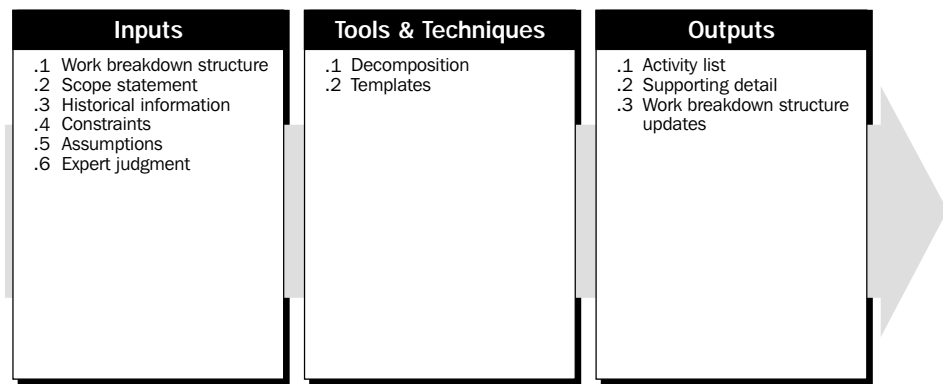 Inputs
.1 Work breakdown structure
.2 Scope statement
.3 Historical information
.4 Constraints
.5 Assumptions
.6 Expert judgment
Tools & Techniques
.1 Decomposition
.2 Templates
Outputs
.1 Activity list
.2 Supporting detail
.3 Work breakdown structure
updates